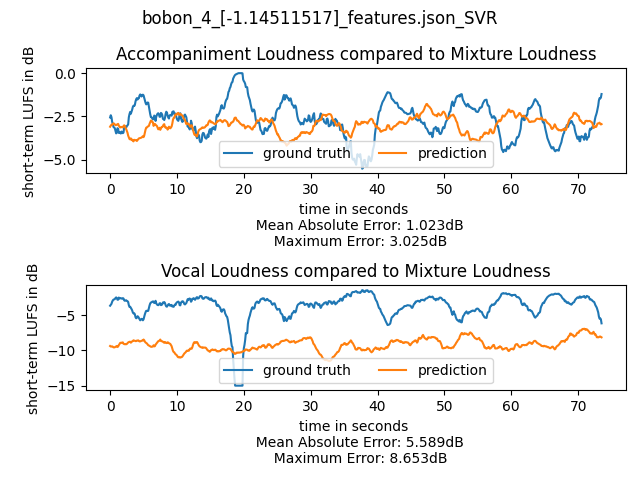 bobon_4_[-1.14511517]_features.json_SVR
Accompaniment Loudness compared to Mixture Loudness
short-term LUFS in dB
0.0
−2.5
−5.0
ground truth prediction
0 10 20 30 40 50 60 70
time in seconds
Mean Absolute Error: 1.023dB
Maximum Error: 3.025dB
Vocal Loudness compared to Mixture Loudness
short-term LUFS in dB
−5
−10
−15
ground truth prediction
0 10 20 30 40 50 60 70
time in seconds
Mean Absolute Error: 5.589dB
Maximum Error: 8.653dB